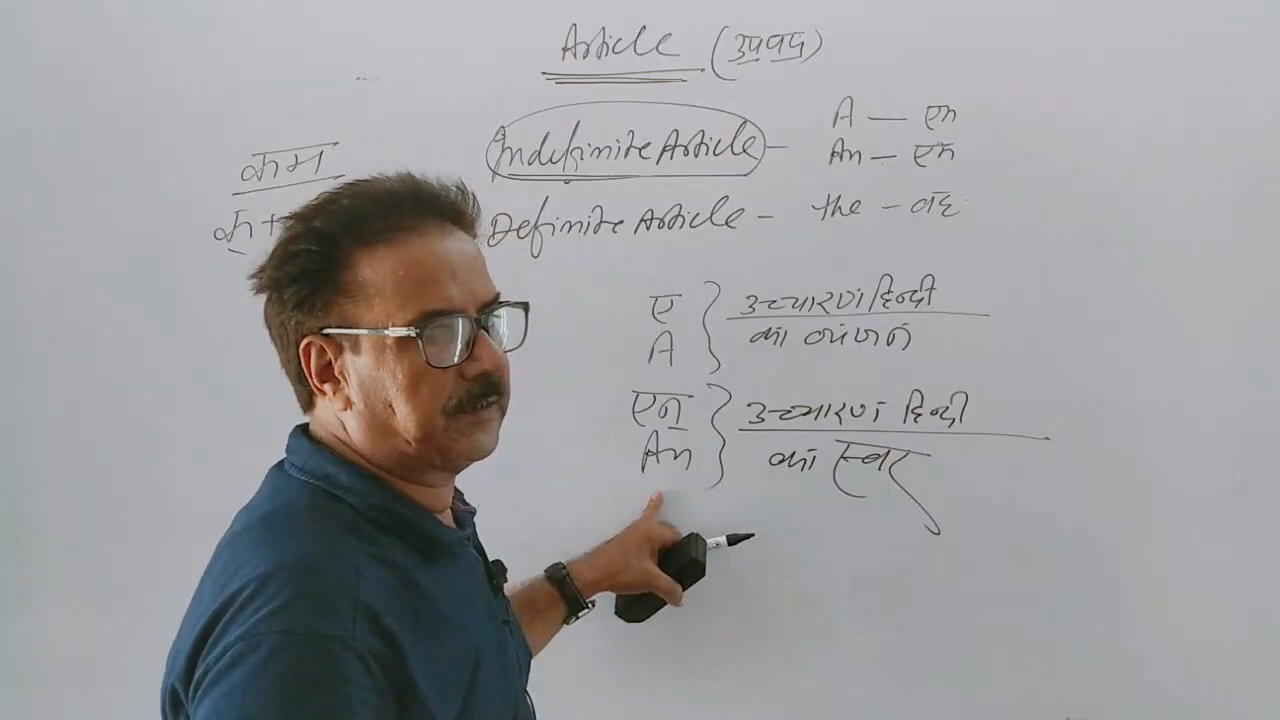 Article (उपपद)
Indefinite Article - A — एक
An — एक
Definite Article - the - वह
कम
क +
ए
A } उच्चारण हिन्दी
का व्यंजन
एन
An } उच्चारण हिन्दी
का स्वर